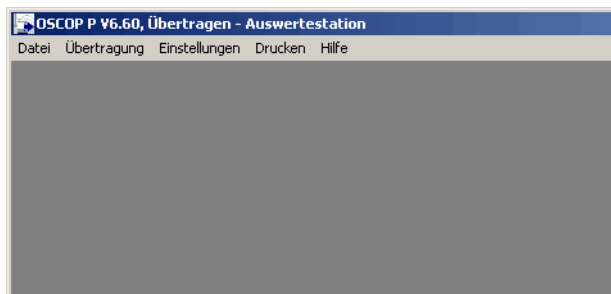 OSCOP P V6.60, Übertragen - Auswertestation
Datei Übertragung Einstellungen Drucken Hilfe